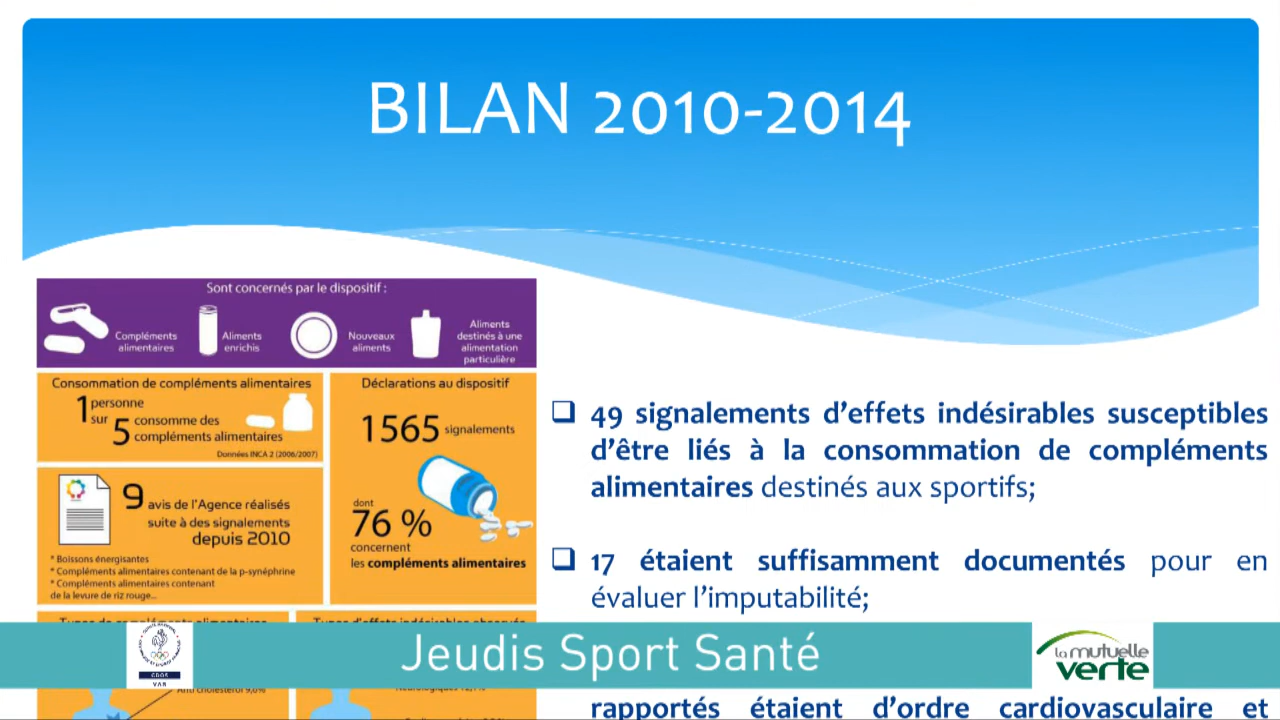 BILAN 2010-2014
Sont concernés par le dispositif :
Compléments
alimentaires
Aliments
enrichis
Nouveaux
aliments
Aliments
destinés à une
alimentation
particulière
Consommation de compléments alimentaires
1 personne
sur 5 consomme des
compléments alimentaires
Données INCA 2 (2006/2007)
9 avis de l'Agence réalisés
suite à des signalements
depuis 2010
* Boissons énergisantes
* Compléments alimentaires contenant de la p-synéphrine
* Compléments alimentaires contenant
de la levure de riz rouge...
Déclarations au dispositif
1565 signalements
dont
76 %
concernent
les compléments alimentaires
❑ 49 signalements d’effets indésirables susceptibles
d’être liés à la consommation de compléments
alimentaires destinés aux sportifs;
❑ 17 étaient suffisamment documentés pour en
évaluer l’imputabilité;
Jeudis Sport Santé
CDOS
VAR
la mutuelle
verte
rapportés étaient d’ordre cardiovasculaire et